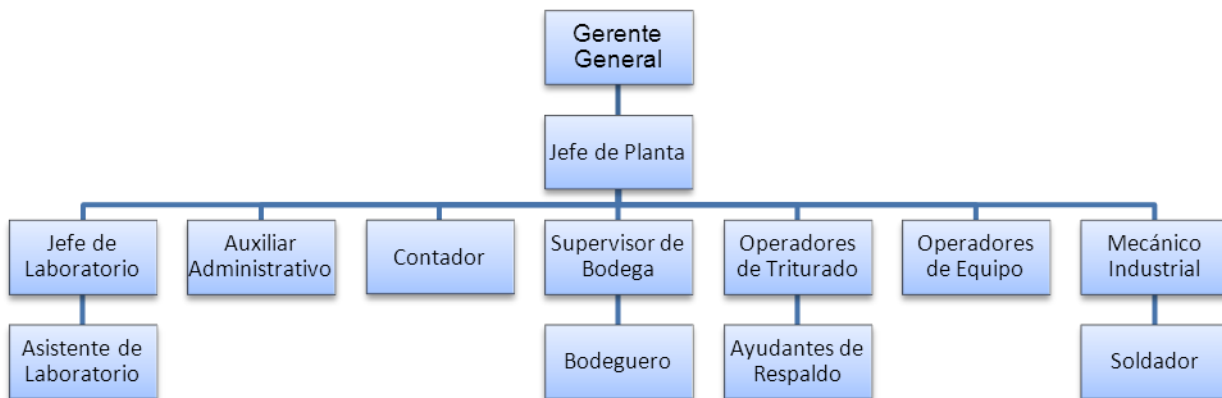 Gerente
General
Jefe de Planta
Jefe de
Laboratorio
Auxiliar
Administrativo
Contador
Supervisor de
Bodega
Operadores
de Triturado
Operadores
de Equipo
Mecánico
Industrial
Asistente de
Laboratorio
Bodeguero
Ayudantes de
Respaldo
Soldador